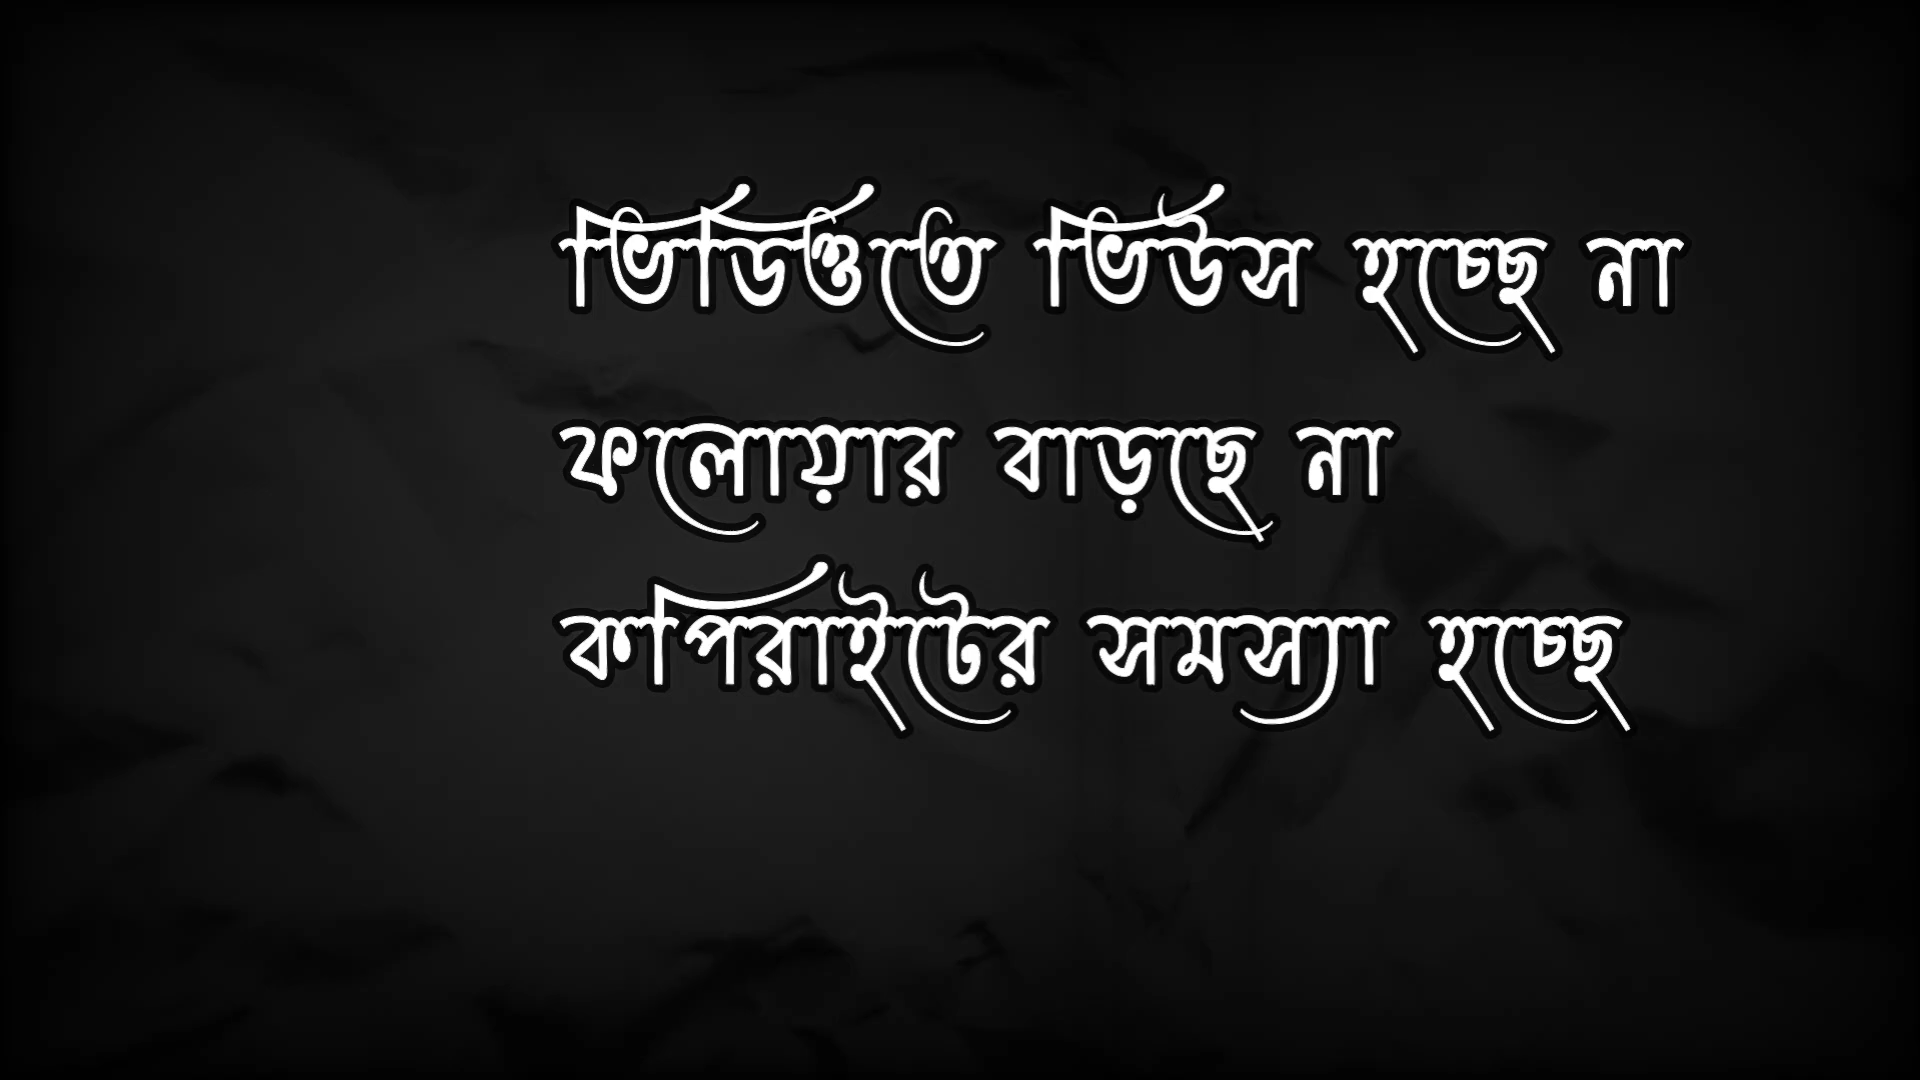 ভিডিওতে ভিউস হচ্ছে না
ফলোয়ার বাড়ছে না
কপিরাইটের সমস্যা হচ্ছে